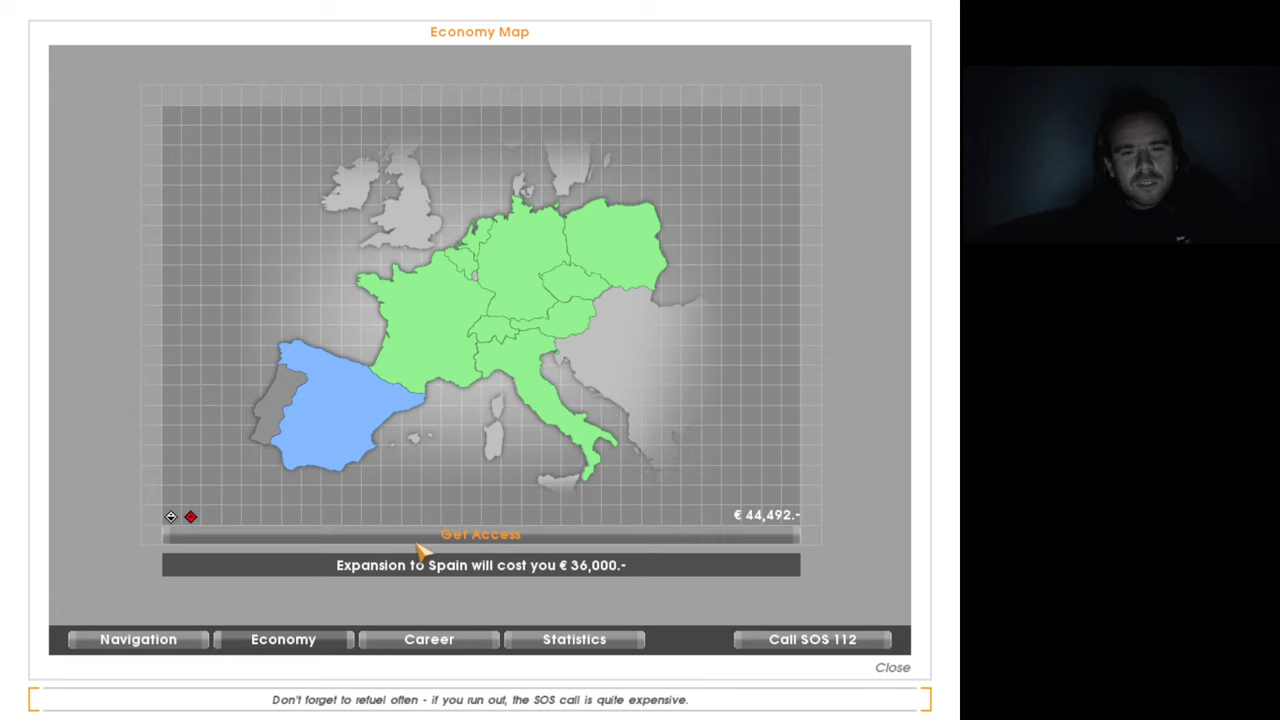 Economy Map
€ 44,492.-
Get Access
Expansion to Spain will cost you € 36,000.-
Navigation
Economy
Career
Statistics
Call SOS 112
Close
Don't forget to refuel often - if you run out, the SOS call is quite expensive.